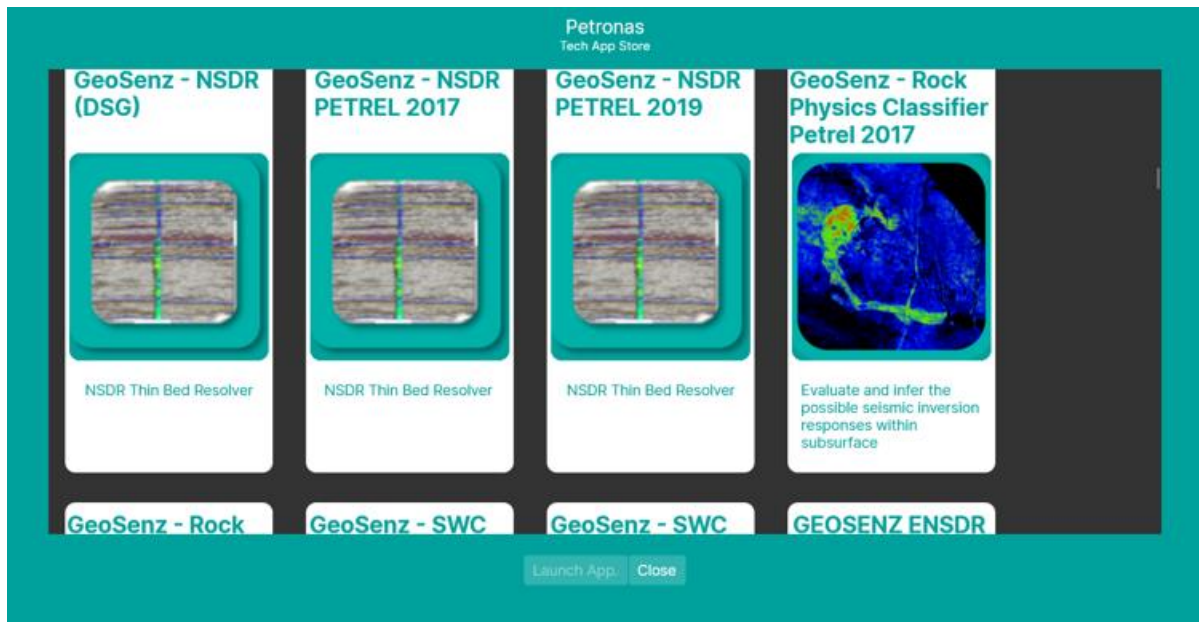 Petronas
Tech App Store
GeoSenz - NSDR
(DSG)
GeoSenz - NSDR
PETREL 2017
GeoSenz - NSDR
PETREL 2019
GeoSenz - Rock
Physics Classifier
Petrel 2017
NSDR Thin Bed Resolver
NSDR Thin Bed Resolver
NSDR Thin Bed Resolver
Evaluate and infer the
possible seismic inversion
responses within
subsurface
GeoSenz - Rock
GeoSenz - SWC
GeoSenz - SWC
GEOSENZ ENSDR
Launch App.
Close